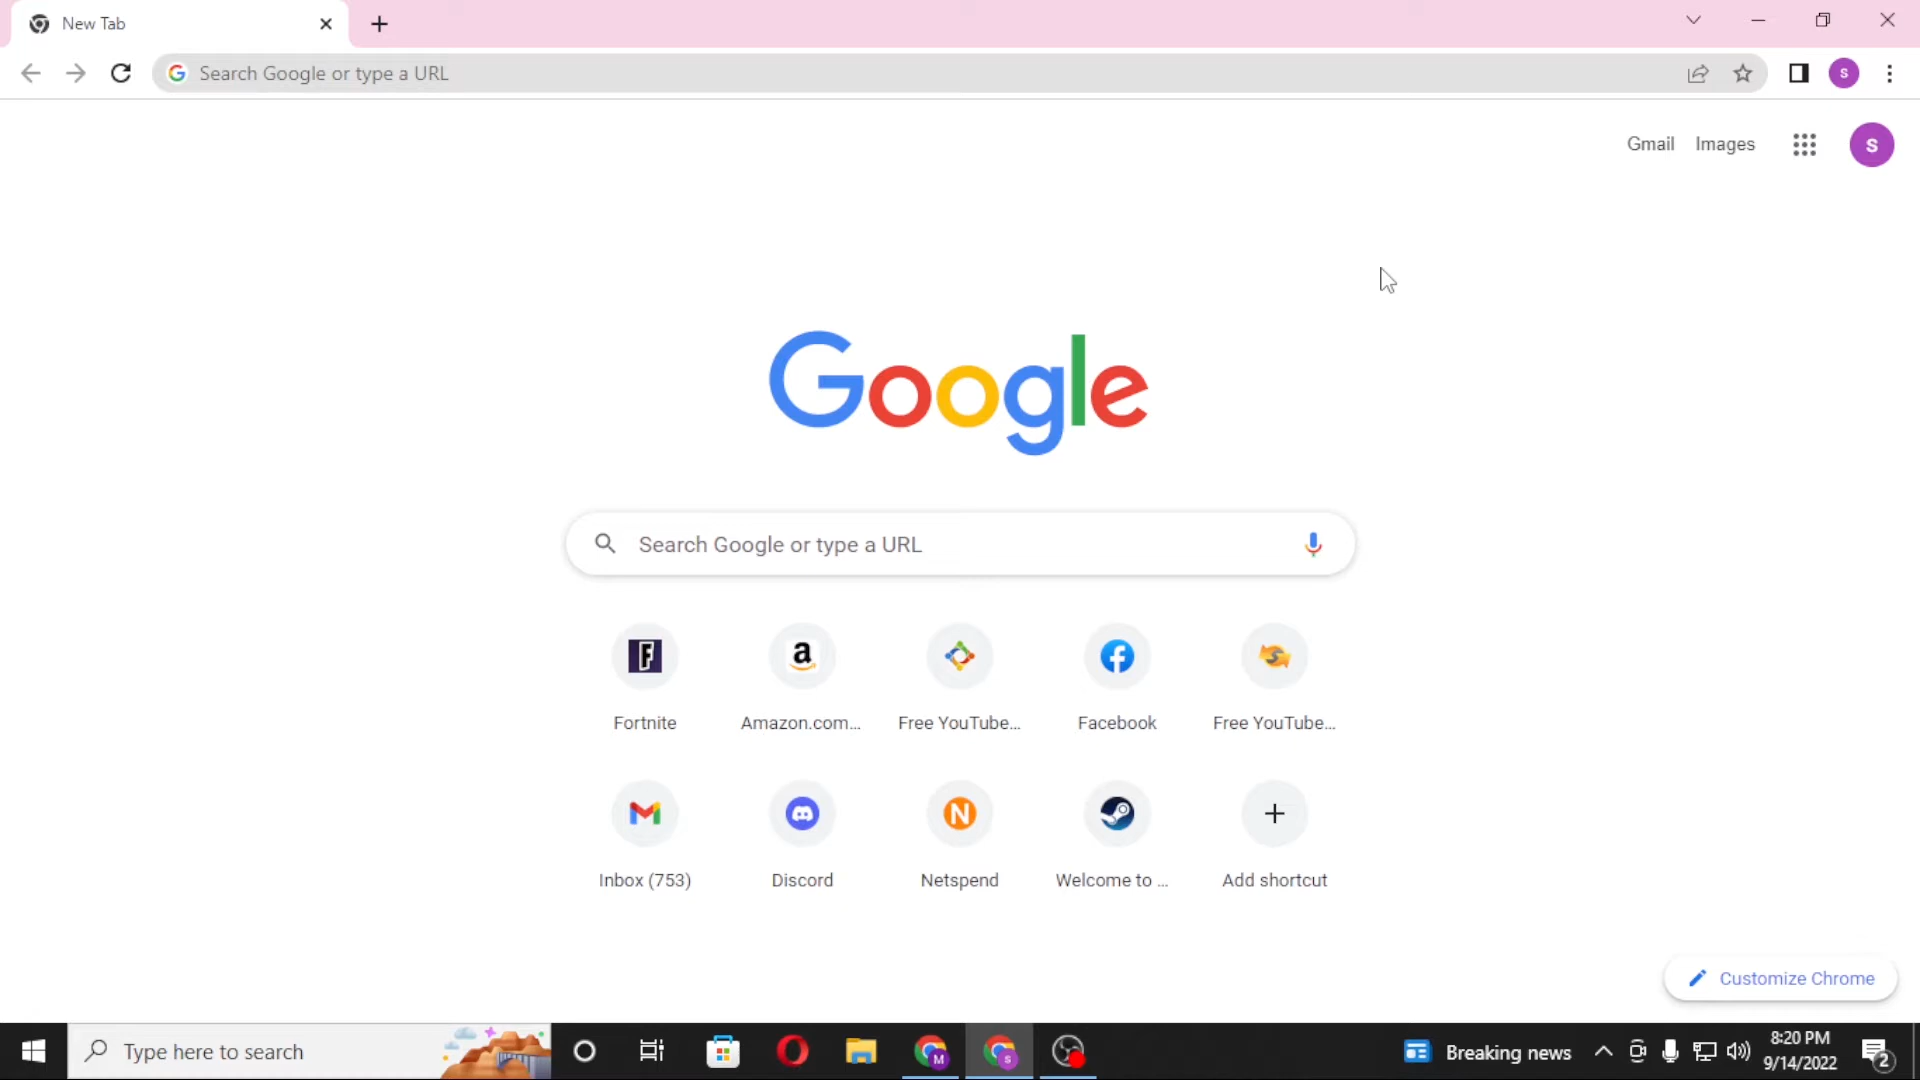 New Tab
Search Google or type a URL
S
Gmail Images
S
Google
Search Google or type a URL
Fortnite Amazon.com... Free YouTube... Facebook Free YouTube...
Inbox (753) Discord Netspend Welcome to ... Add shortcut
Customize Chrome
Type here to search
M
S
Breaking news
8:20 PM
9/14/2022
2